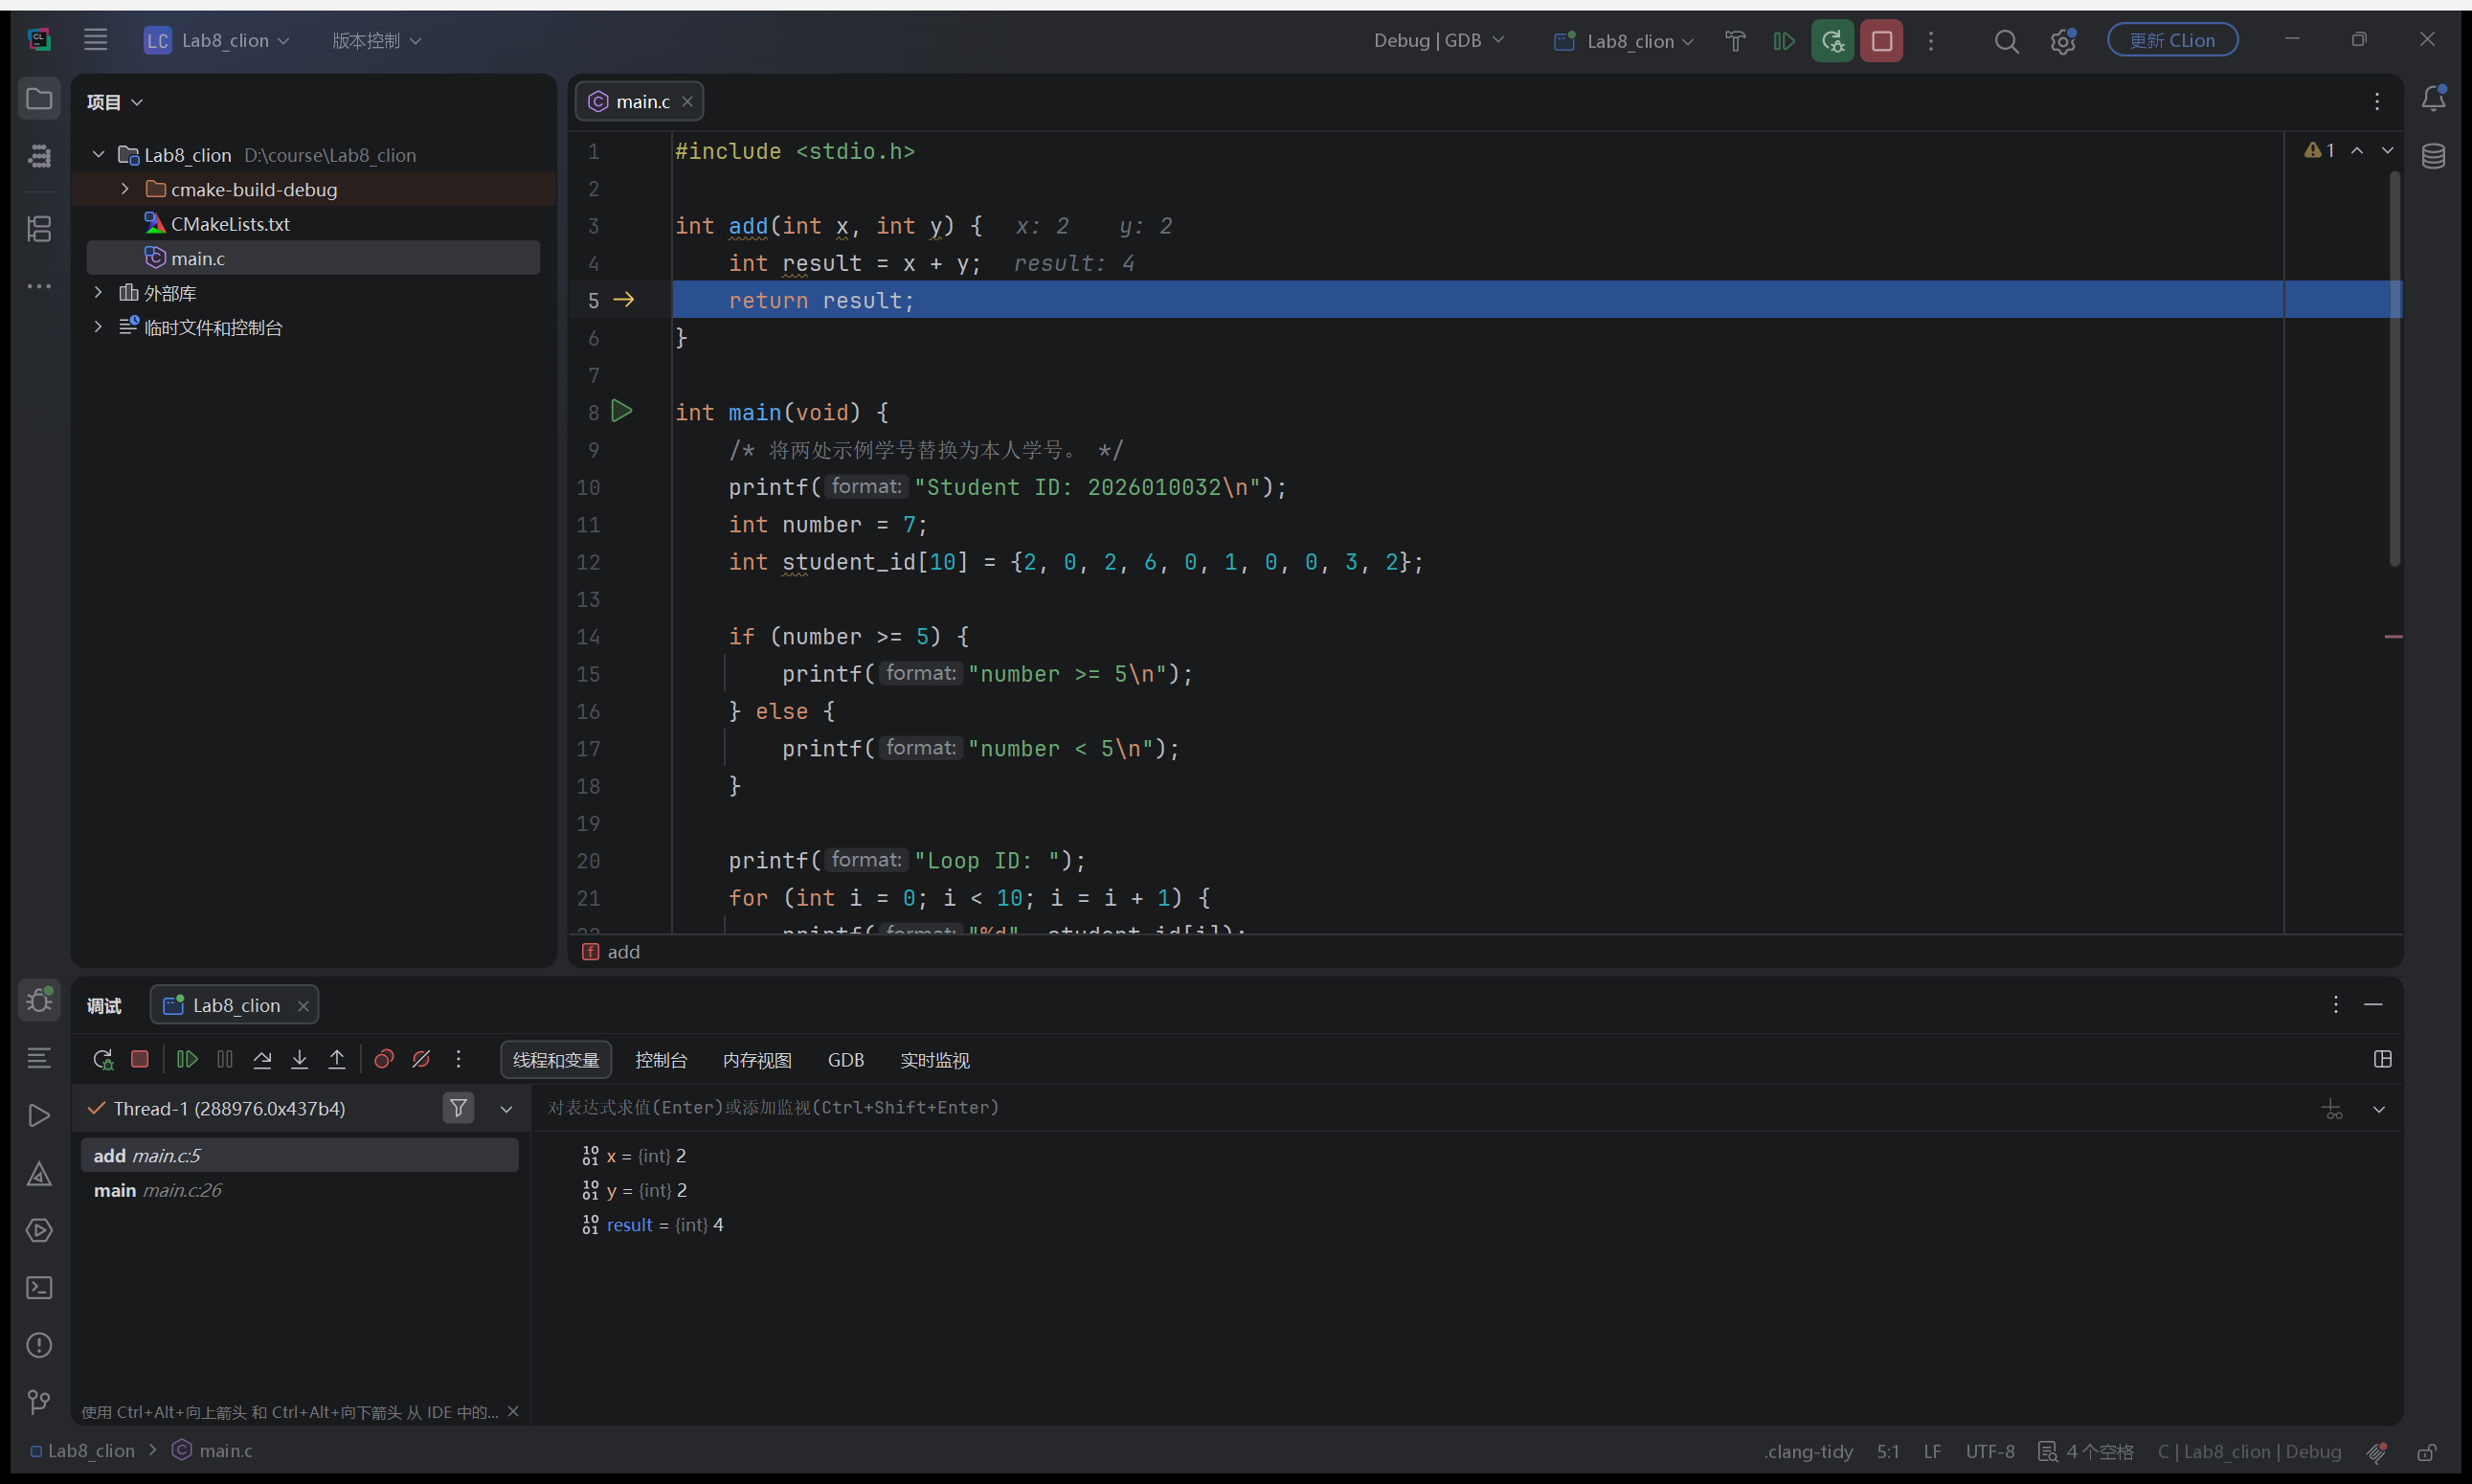 LC Lab8_clion 版本控制 Debug | GDB Lab8_clion 更新 CLion
项目
Lab8_clion D:\course\Lab8_clion
cmake-build-debug
CMakeLists.txt
main.c
外部库
临时文件和控制台
main.c
1 #include <stdio.h>
2
3 int add(int x, int y) { x: 2 y: 2
4 int result = x + y; result: 4
5 return result;
6 }
7
8 int main(void) {
9 /* 将两处示例学号替换为本人学号。 */
10 printf( format: "Student ID: 2026010032\n");
11 int number = 7;
12 int student_id[10] = {2, 0, 2, 6, 0, 1, 0, 0, 3, 2};
13
14 if (number >= 5) {
15 printf( format: "number >= 5\n");
16 } else {
17 printf( format: "number < 5\n");
18 }
19
20 printf( format: "Loop ID: ");
21 for (int i = 0; i < 10; i = i + 1) {
22 printf( format: "%d", student_id[i]);
1
f add
调试 Lab8_clion
线程和变量 控制台 内存视图 GDB 实时监视
Thread-1 (288976.0x437b4)
对表达式求值(Enter)或添加监视(Ctrl+Shift+Enter)
add main.c:5
main main.c:26
x = {int} 2
y = {int} 2
result = {int} 4
使用 Ctrl+Alt+向上箭头 和 Ctrl+Alt+向下箭头 从 IDE 中的...
Lab8_clion main.c .clang-tidy 5:1 LF UTF-8 4 个空格 C | Lab8_clion | Debug